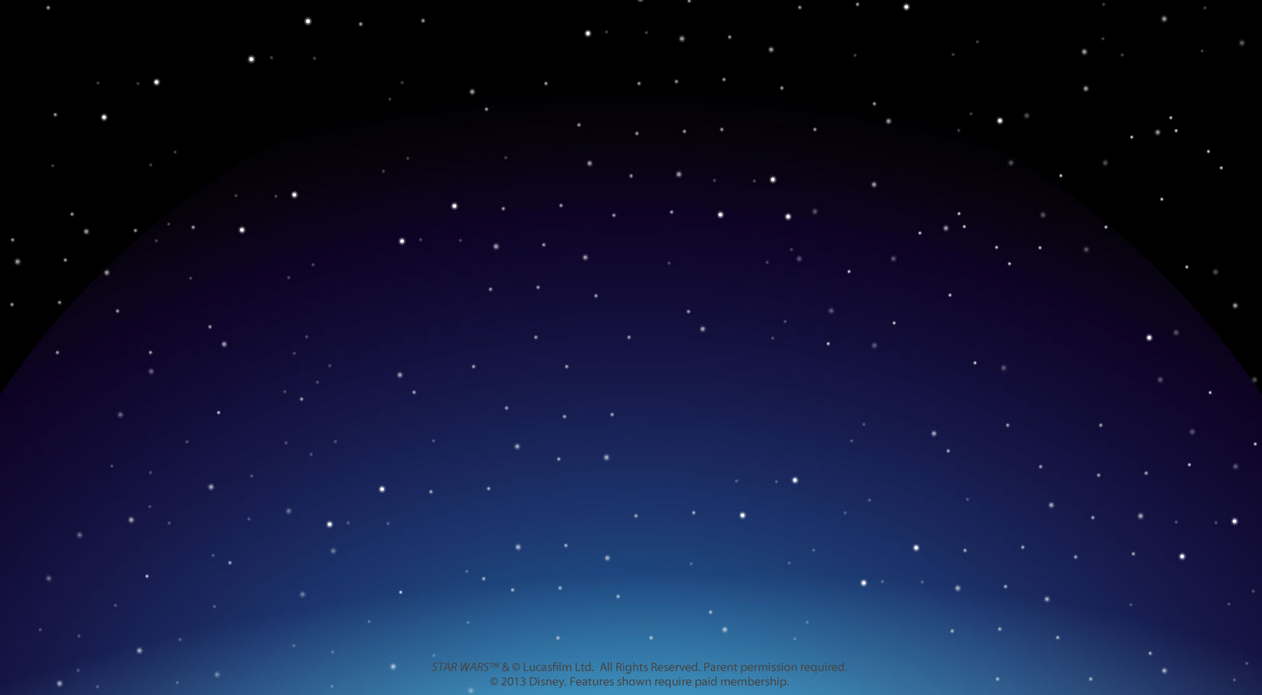 STAR WARS™ & © Lucasfilm Ltd. All Rights Reserved. Parent permission required.
© 2013 Disney. Features shown require paid membership.